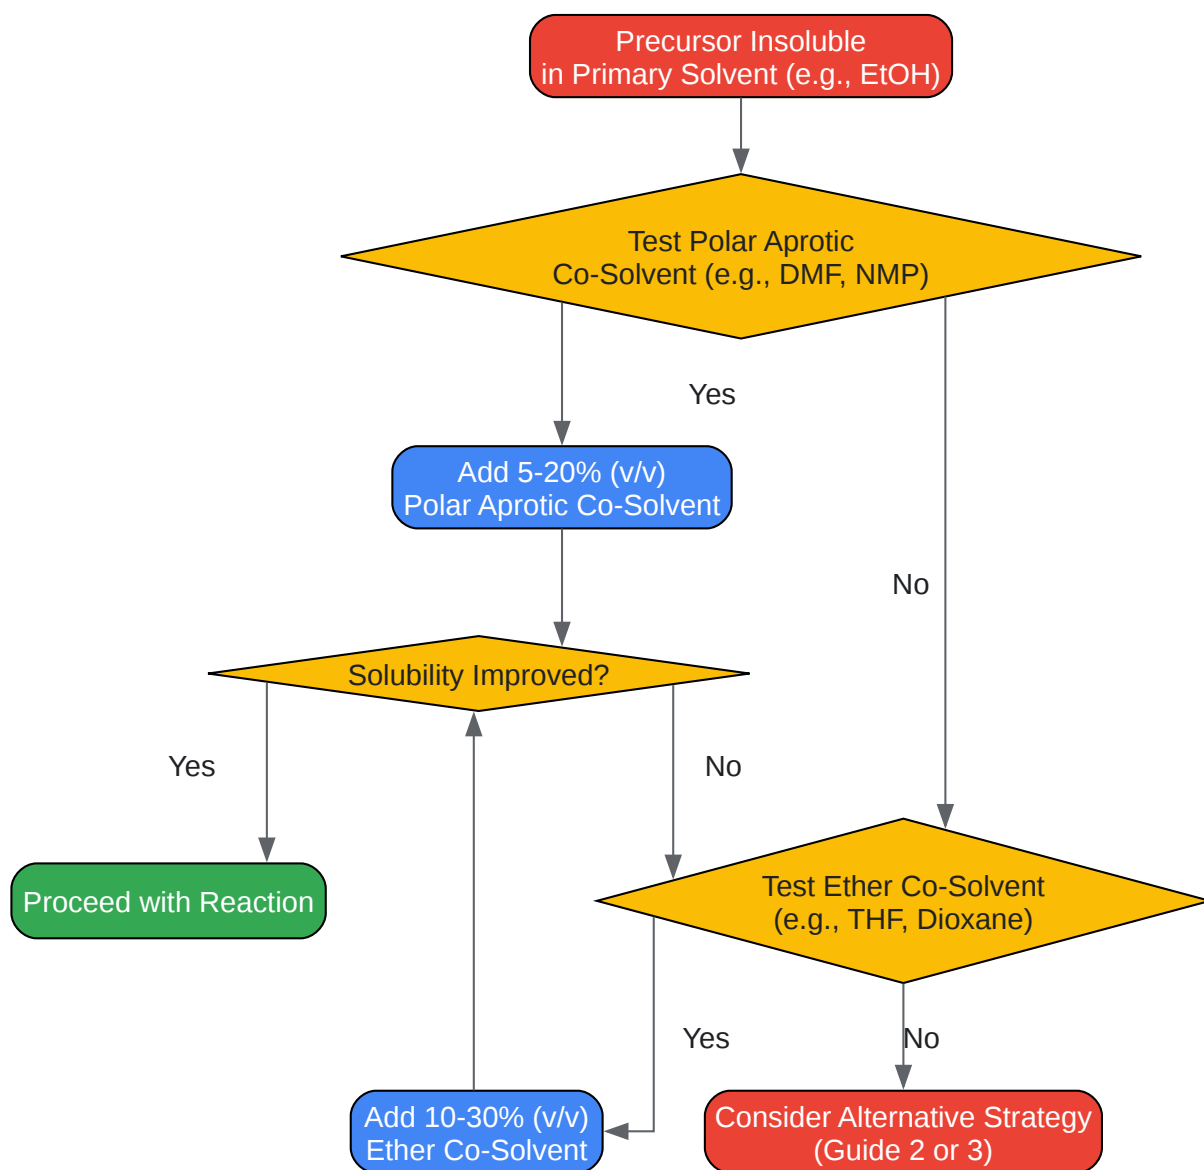 Precursor Insoluble
in Primary Solvent (e.g., EtOH)
Test Polar Aprotic
Co-Solvent (e.g., DMF, NMP)
Yes
Add 5-20% (v/v)
Polar Aprotic Co-Solvent
No
Solubility Improved?
Yes
No
Proceed with Reaction
Test Ether Co-Solvent
(e.g., THF, Dioxane)
Yes
No
Add 10-30% (v/v)
Ether Co-Solvent
Consider Alternative Strategy
(Guide 2 or 3)